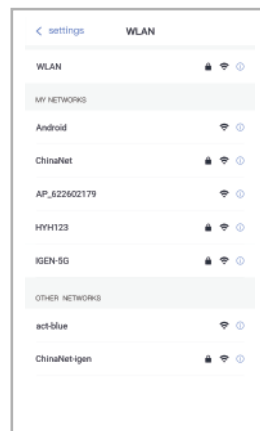 settings WLAN
WLAN
MY NETWORKS
Android
ChinaNet
AP_622602179
HYH123
IGEN-5G
OTHER NETWORKS
act-blue
ChinaNet-igen